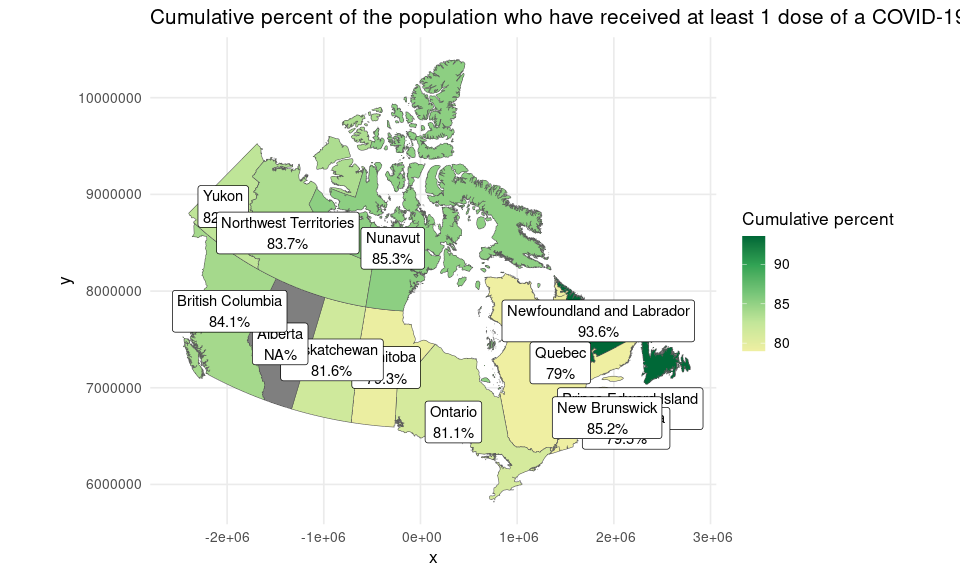 Cumulative percent of the population who have received at least 1 dose of a COVID-19
10000000
9000000
8000000
7000000
6000000
y
Yukon
Northwest Territories
83.7%
Nunavut
85.3%
British Columbia
84.1%
Alberta
NA%
skatchewan
81.6%
Ontario
81.1%
Newfoundland and Labrador
93.6%
Quebec
79%
Island
New Brunswick
85.2%
-2e+06
-1e+06
0e+00
1e+06
2e+06
3e+06
x
Cumulative percent
90
85
80